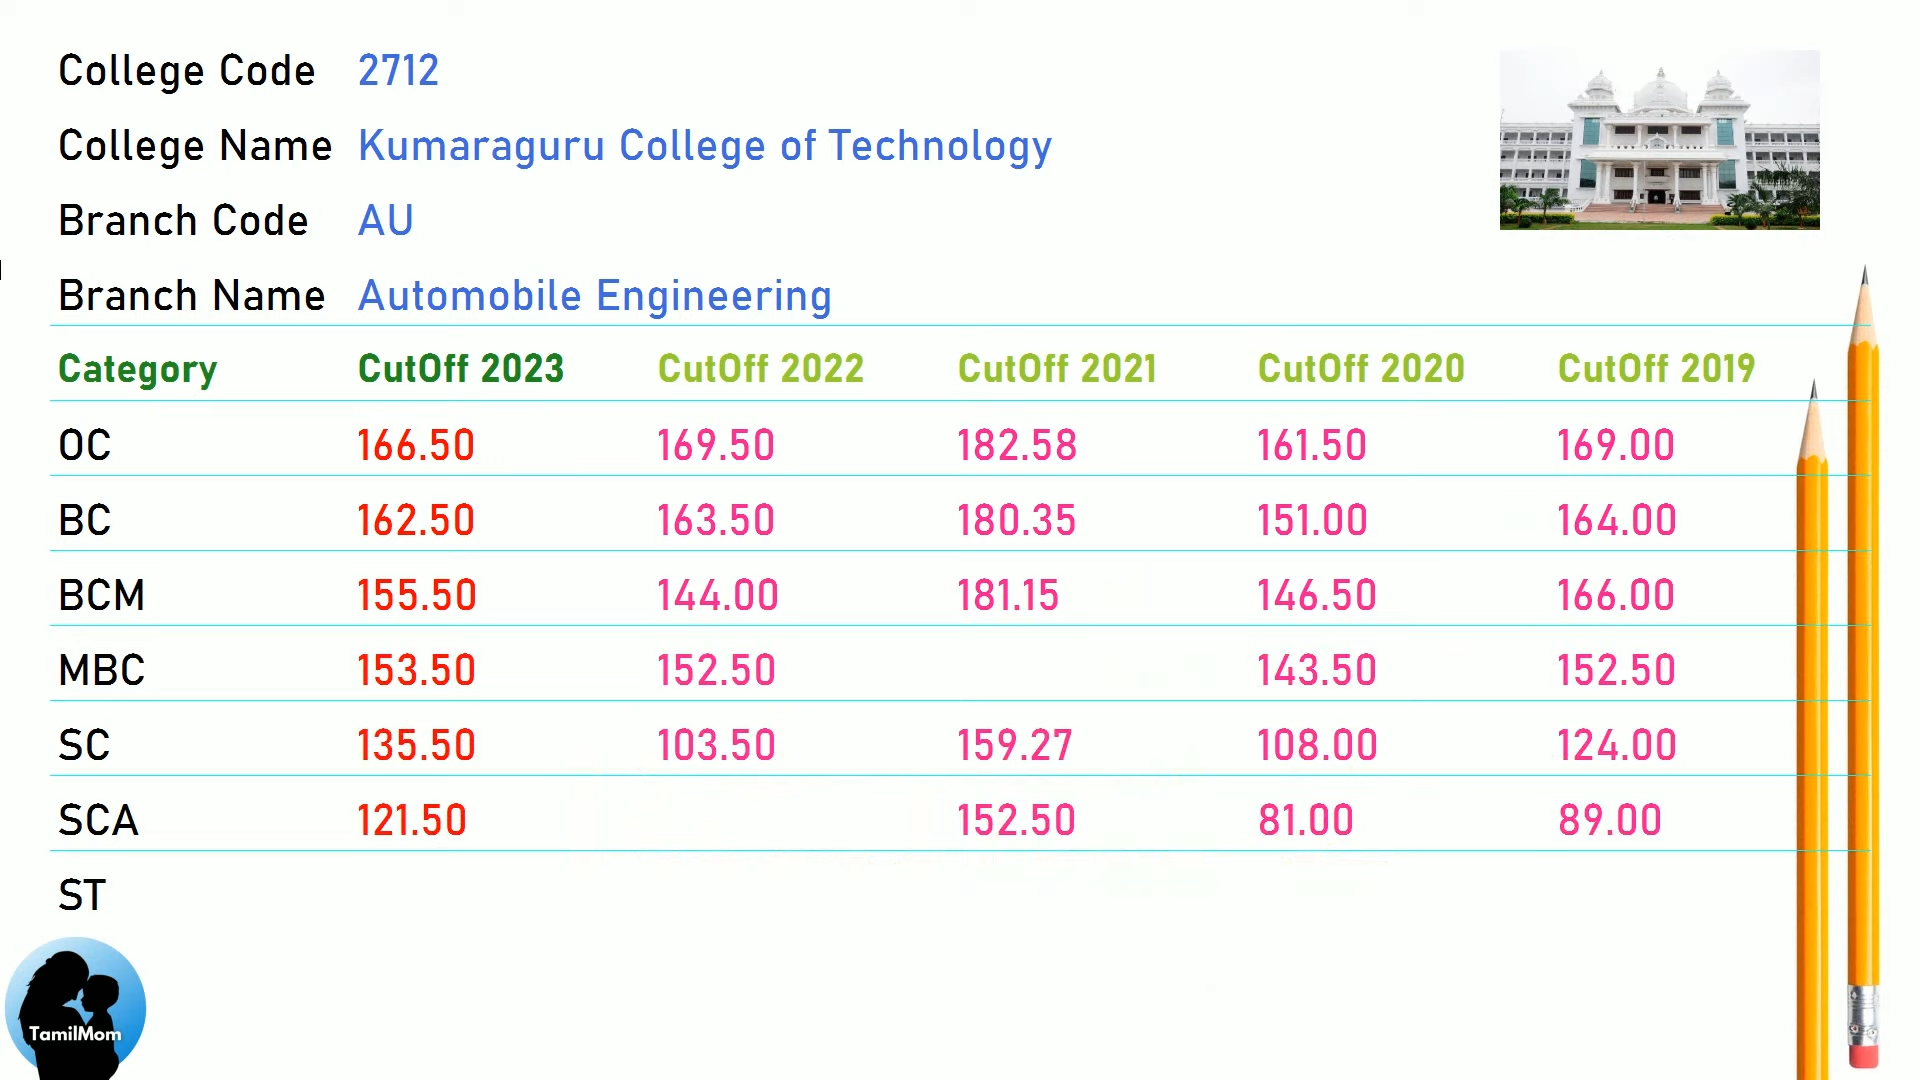 College Code 2712
College Name Kumaraguru College of Technology
Branch Code AU
Branch Name Automobile Engineering
Category CutOff 2023 CutOff 2022 CutOff 2021 CutOff 2020 CutOff 2019
OC 166.50 169.50 182.58 161.50 169.00
BC 162.50 163.50 180.35 151.00 164.00
BCM 155.50 144.00 181.15 146.50 166.00
MBC 153.50 152.50 143.50 152.50
SC 135.50 103.50 159.27 108.00 124.00
SCA 121.50 152.50 81.00 89.00
ST
TamilMom